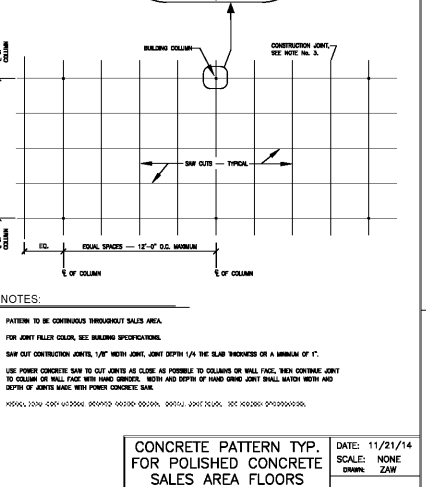 BUILDING COLUMN
CONSTRUCTION JOINT,
SEE NOTE No. 3.
COLUMN
SAW CUTS — TYPICAL
COLUMN
EQ.
EQUAL SPACES — 12'-0" O.C. MAXIMUM
℄ OF COLUMN
℄ OF COLUMN
NOTES:
PATTERN TO BE CONTINUOUS THROUGHOUT SALES AREA.
FOR JOINT FILLER COLOR, SEE BUILDING SPECIFICATIONS.
SAW CUT CONTRUCTION JOINTS, 1/8" WIDTH JOINT, JOINT DEPTH 1/4 THE SLAB THICKNESS OR A MINIMUM OF 1".
USE POWER CONCRETE SAW TO CUT JOINTS AS CLOSE AS POSSIBLE TO COLUMNS OR WALL FACE, THEN CONTINUE JOINT
TO COLUMN OR WALL FACE WITH HAND GRINDER. WIDTH AND DEPTH OF HAND GRIND JOINT SHALL MATCH WIDTH AND
DEPTH OF JOINTS MADE WITH POWER CONCRETE SAW.
CONCRETE PATTERN TYP.
FOR POLISHED CONCRETE
SALES AREA FLOORS
DATE: 11/21/14
SCALE: NONE
DRAWN: ZAW